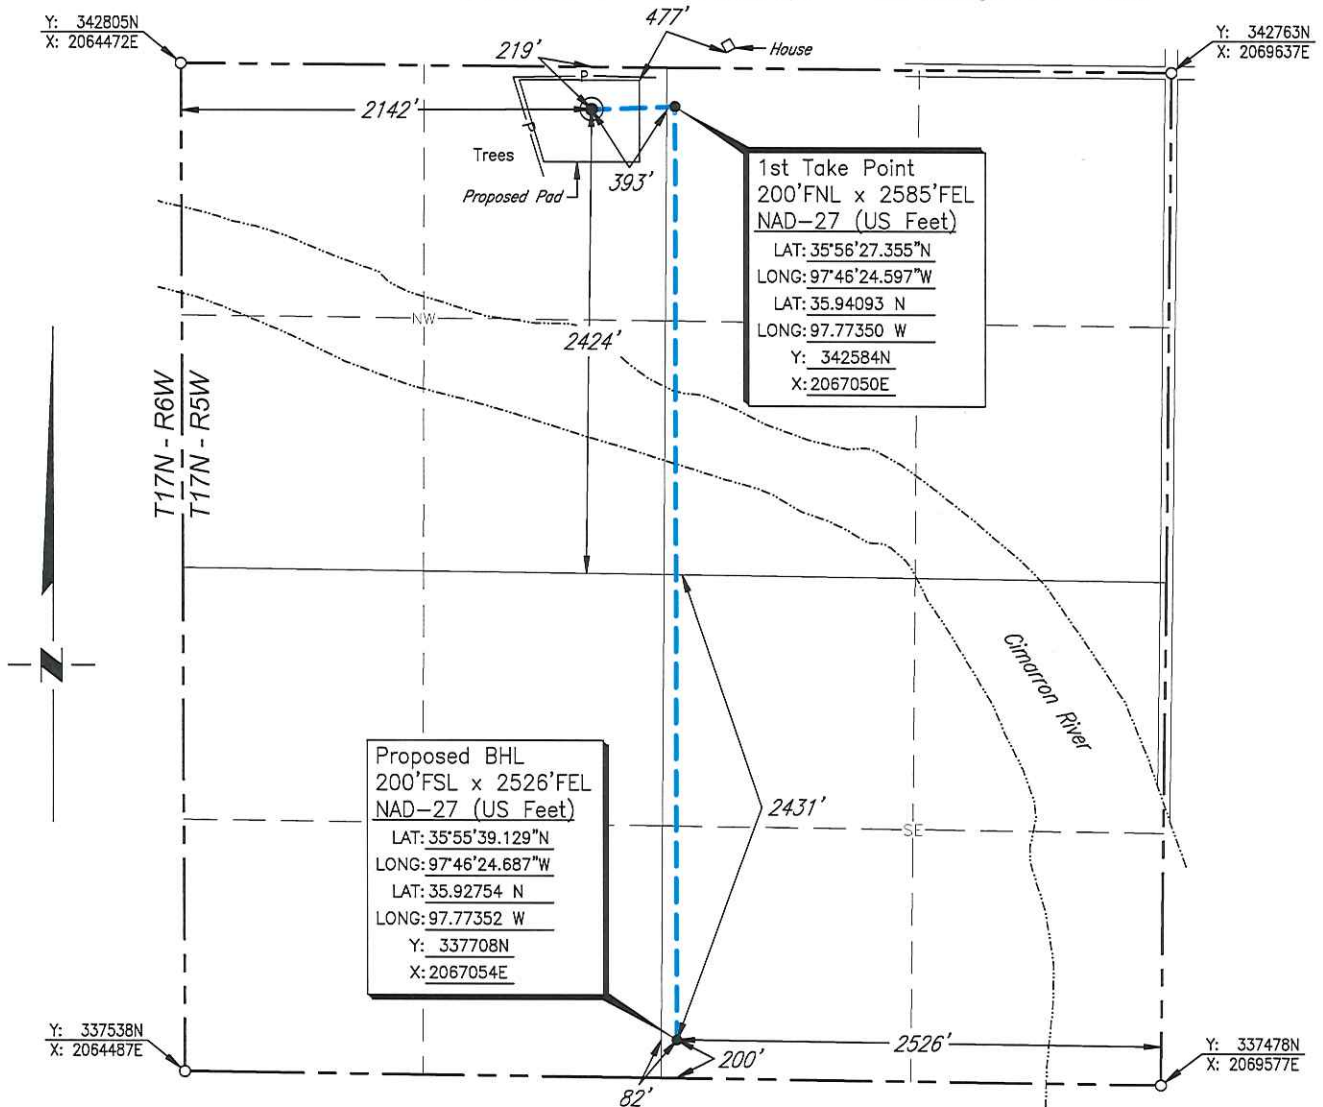 Y: 342805N
X: 2064472E
477'
House
Y: 342763N
X: 2069637E
219'
P
2142'
P
Trees
393'
Proposed Pad
1st Take Point
200'FNL x 2585'FEL
NAD-27 (US Feet)
LAT: 35°56'27.355"N
LONG: 97°46'24.597"W
LAT: 35.94093 N
LONG: 97.77350 W
Y: 342584N
X: 2067050E
NW
2424'
T17N - R6W
T17N - R5W
N
Cimarron River
Proposed BHL
200'FSL x 2526'FEL
NAD-27 (US Feet)
LAT: 35°55'39.129"N
LONG: 97°46'24.687"W
LAT: 35.92754 N
LONG: 97.77352 W
Y: 337708N
X: 2067054E
2431'
SE
Y: 337538N
X: 2064487E
2526'
200'
82'
Y: 337478N
X: 2069577E